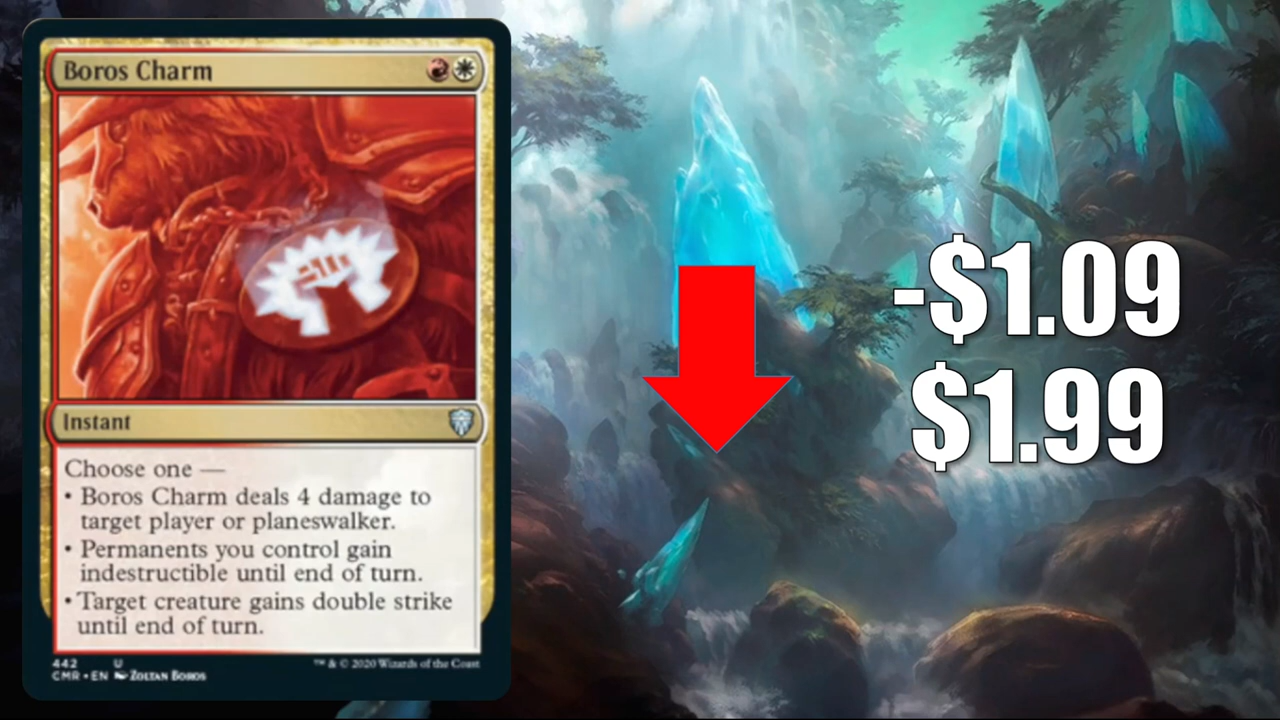 Boros Charm
Instant
Choose one —
• Boros Charm deals 4 damage to
target player or planeswalker.
• Permanents you control gain
indestructible until end of turn.
• Target creature gains double strike
until end of turn.
442 U
CMR • EN Zoltan Boros
™ & © 2020 Wizards of the Coast
-$1.09
$1.99